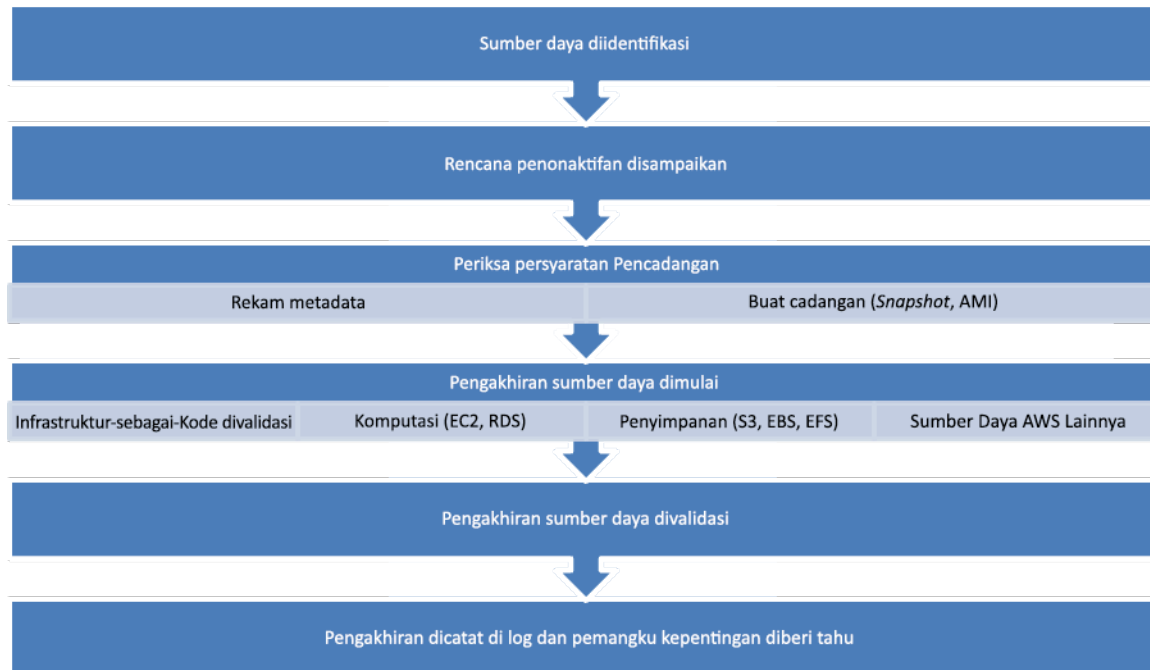 Sumber daya diidentifikasi
Rencana penonaktifan disampaikan
Periksa persyaratan Pencadangan
Rekam metadata
Buat cadangan (Snapshot, AMI)
Pengakhiran sumber daya dimulai
Infrastruktur-sebagai-Kode divalidasi
Komputasi (EC2, RDS)
Penyimpanan (S3, EBS, EFS)
Sumber Daya AWS Lainnya
Pengakhiran sumber daya divalidasi
Pengakhiran dicatat di log dan pemangku kepentingan diberi tahu